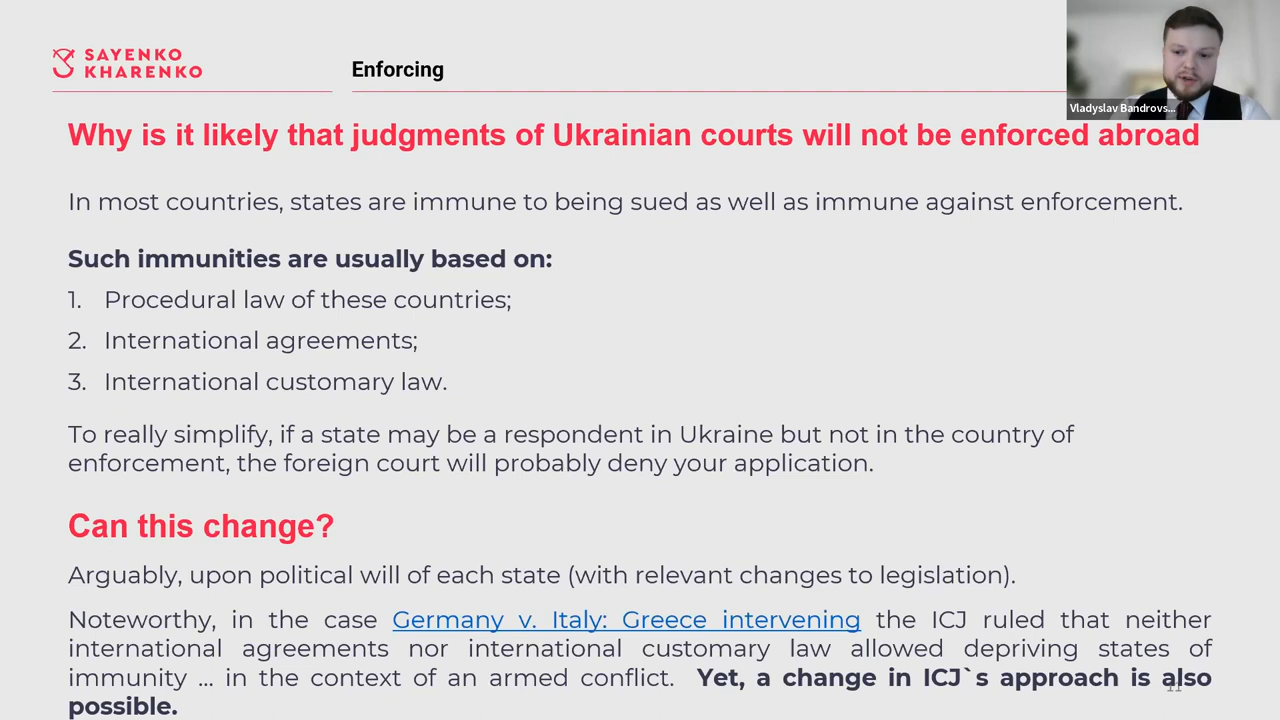 SAYENKO
KHARENKO
Enforcing
Vladyslav Bandrovs...
Why is it likely that judgments of Ukrainian courts will not be enforced abroad
In most countries, states are immune to being sued as well as immune against enforcement.
Such immunities are usually based on:
1. Procedural law of these countries;
2. International agreements;
3. International customary law.
To really simplify, if a state may be a respondent in Ukraine but not in the country of
enforcement, the foreign court will probably deny your application.
Can this change?
Arguably, upon political will of each state (with relevant changes to legislation).
Noteworthy, in the case Germany v. Italy: Greece intervening the ICJ ruled that neither
international agreements nor international customary law allowed depriving states of
immunity ... in the context of an armed conflict. Yet, a change in ICJ`s approach is also
possible.
11